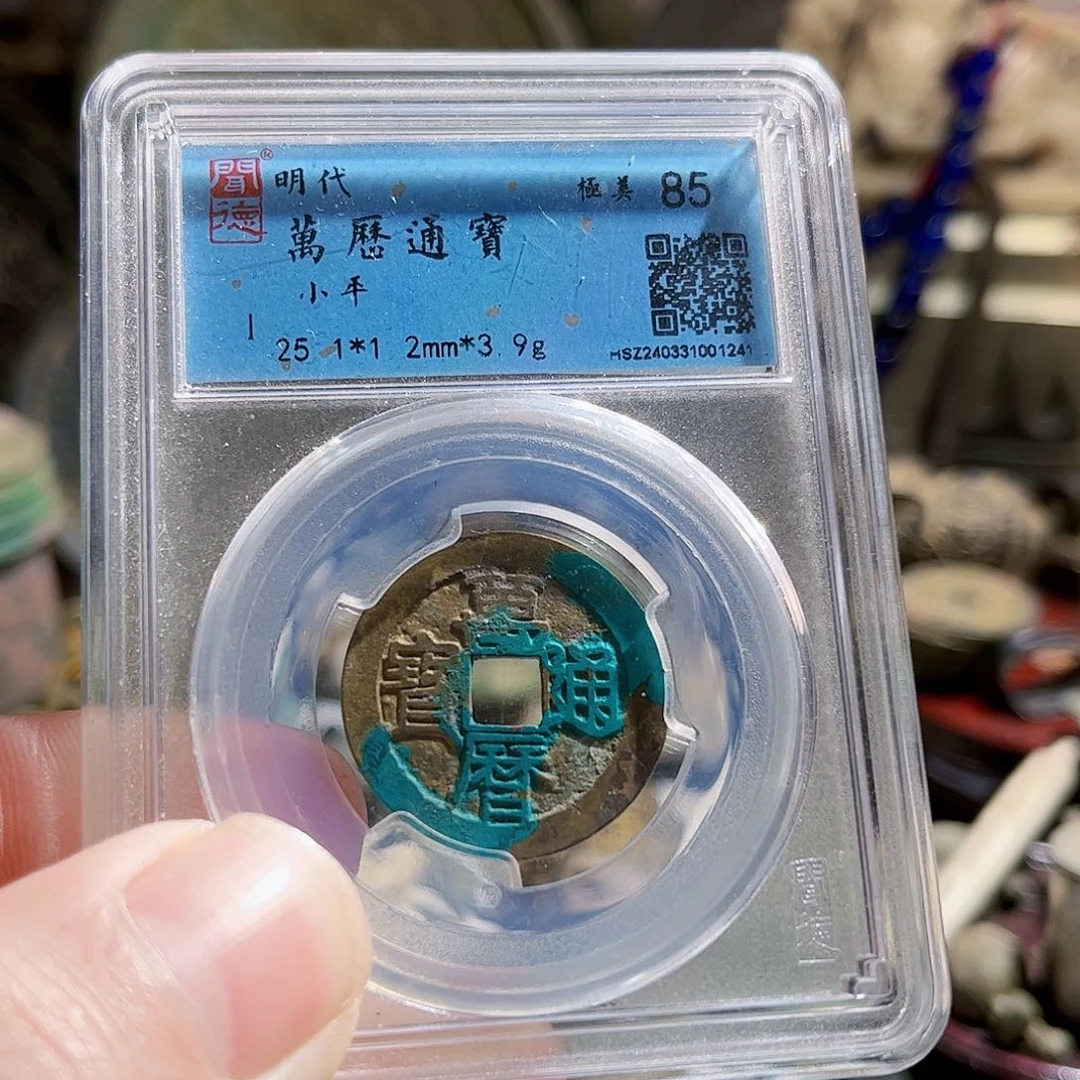 聞德®
明代
極美 85
萬曆通寶
小平
25.1*1.2mm*3.9g
HSZ240331001241
萬曆通寶
聞德